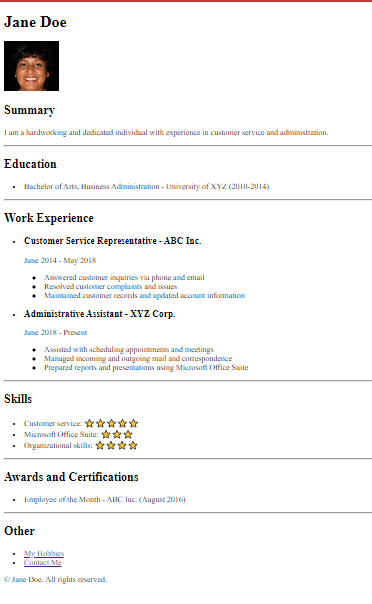 Jane Doe
Summary
I am a hardworking and dedicated individual with experience in customer service and administration.
Education
Bachelor of Arts, Business Administration - University of XYZ (2010-2014)
Work Experience
Customer Service Representative - ABC Inc.
June 2014 - May 2018
Answered customer inquiries via phone and email
Resolved customer complaints and issues
Maintained customer records and updated account information
Administrative Assistant - XYZ Corp.
June 2018 - Present
Assisted with scheduling appointments and meetings
Managed incoming and outgoing mail and correspondence
Prepared reports and presentations using Microsoft Office Suite
Skills
Customer service:
Microsoft Office Suite:
Organizational skills:
Awards and Certifications
Employee of the Month - ABC Inc. (August 2016)
Other
My Hobbies
Contact Me
© Jane Doe. All rights reserved.